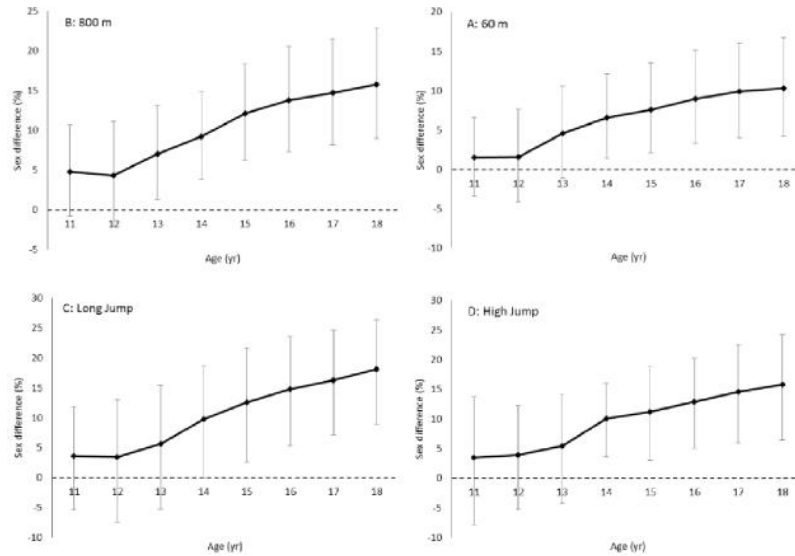 B: 800 m
25
20
15
10
5
0
-5
Sex difference (%)
11 12 13 14 15 16 17 18
Age (yr)
A: 60 m
20
15
10
5
0
-5
-10
Sex difference (%)
11 12 13 14 15 16 17 18
Age (yr)
C: Long Jump
30
25
20
15
10
5
0
-5
-10
Sex difference (%)
11 12 13 14 15 16 17 18
Age (yr)
D: High Jump
30
25
20
15
10
5
0
-5
-10
Sex difference (%)
11 12 13 14 15 16 17 18
Age (yr)